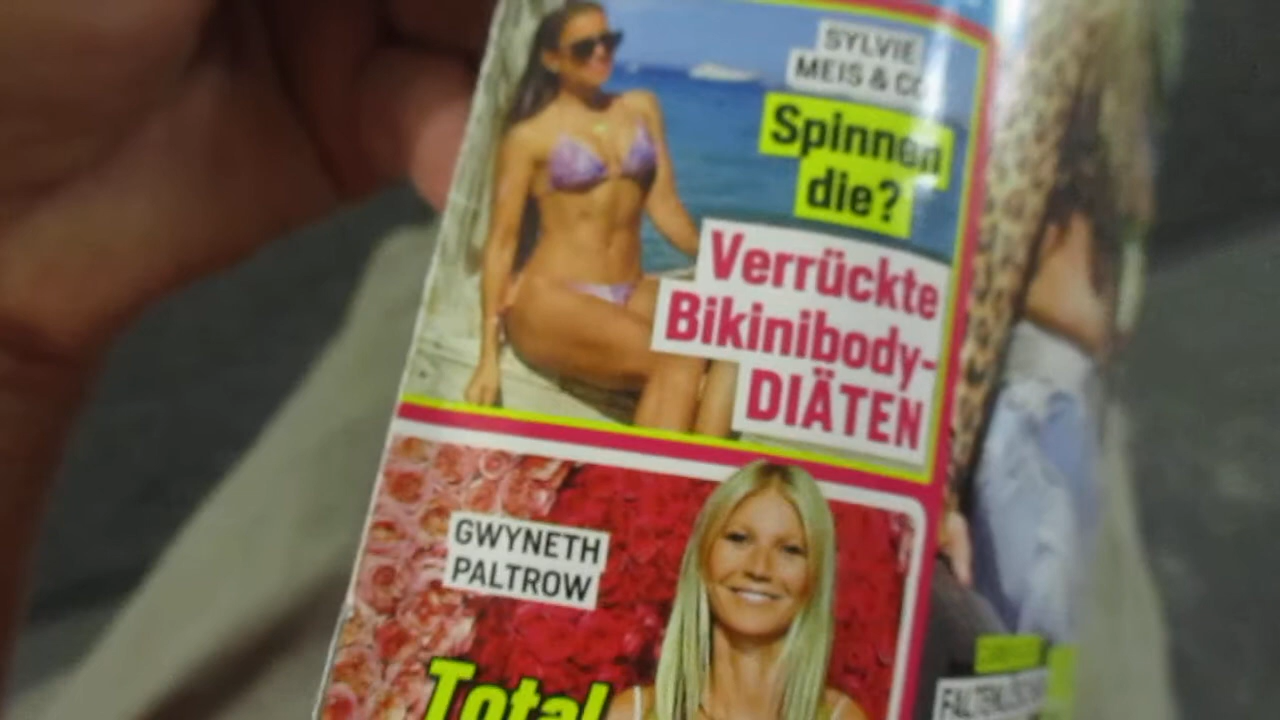 SYLVIE
MEIS & CO
Spinnen
die?
Verrückte
Bikinibody-
DIÄTEN
GWYNETH
PALTROW
Total